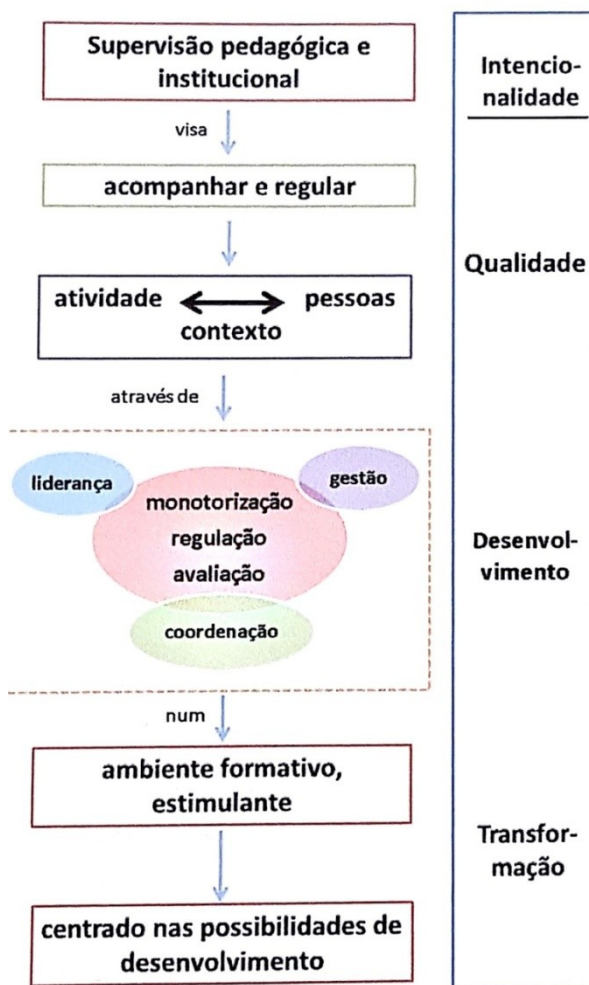 Supervisão pedagógica e
institucional
visa
acompanhar e regular
atividade pessoas
contexto
através de
liderança
gestão
monotorização
regulação
avaliação
coordenação
num
ambiente formativo,
estimulante
centrado nas possibilidades de
desenvolvimento
Intencio-
nalidade
Qualidade
Desenvol-
vimento
Transfor-
mação